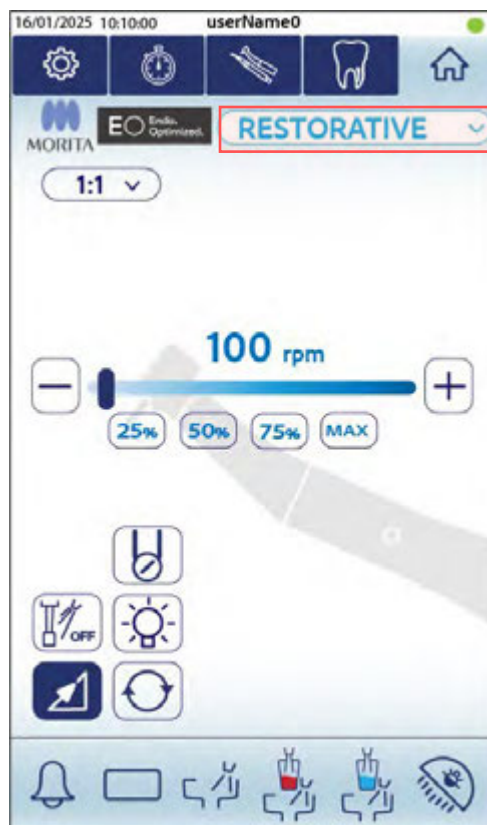 16/01/2025 10:10:00 userName0
MORITA EO Endo. Optimized. RESTORATIVE
1:1
100 rpm
25% 50% 75% MAX
OFF